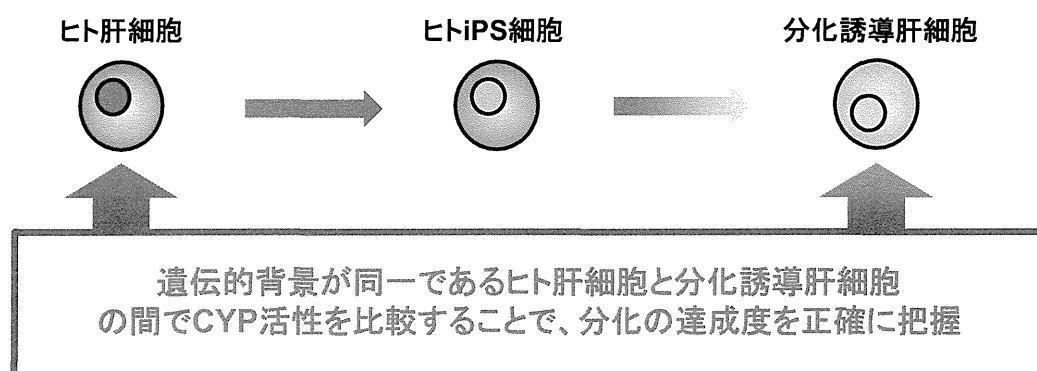 ヒト肝細胞
ヒトiPS細胞
分化誘導肝細胞
遺伝的背景が同一であるヒト肝細胞と分化誘導肝細胞
の間でCYP活性を比較することで、分化の達成度を正確に把握